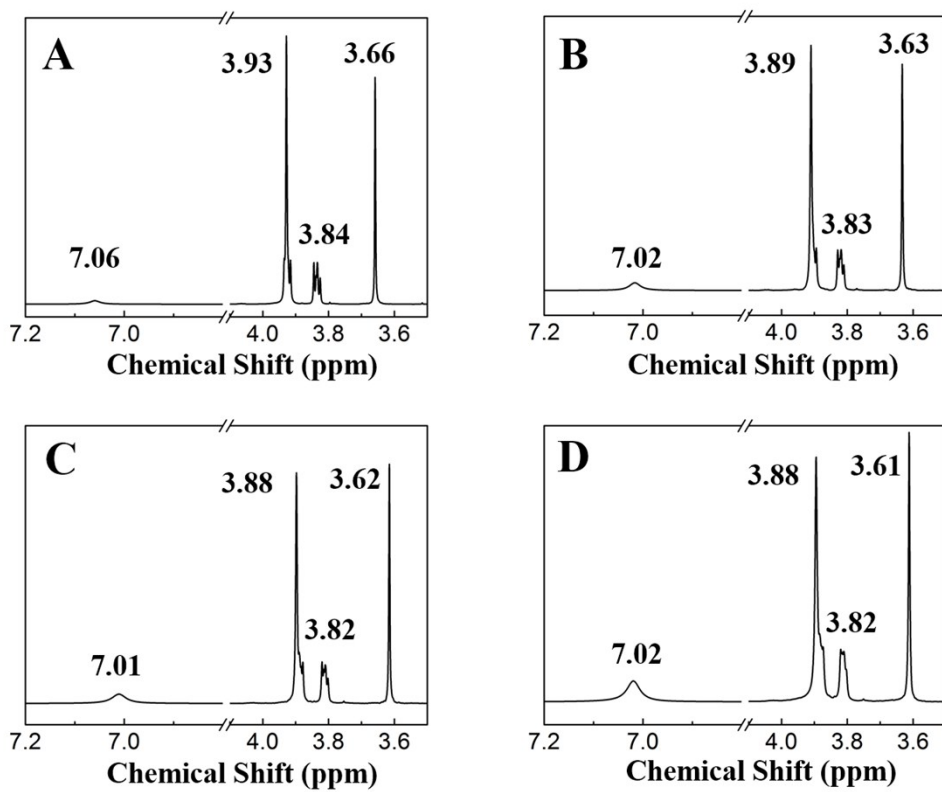 A
3.93
3.66
3.84
7.06
7.2 7.0 4.0 3.8 3.6
Chemical Shift (ppm)
B
3.89
3.63
3.83
7.02
7.2 7.0 4.0 3.8 3.6
Chemical Shift (ppm)
C
3.88
3.62
3.82
7.01
7.2 7.0 4.0 3.8 3.6
Chemical Shift (ppm)
D
3.88
3.61
3.82
7.02
7.2 7.0 4.0 3.8 3.6
Chemical Shift (ppm)